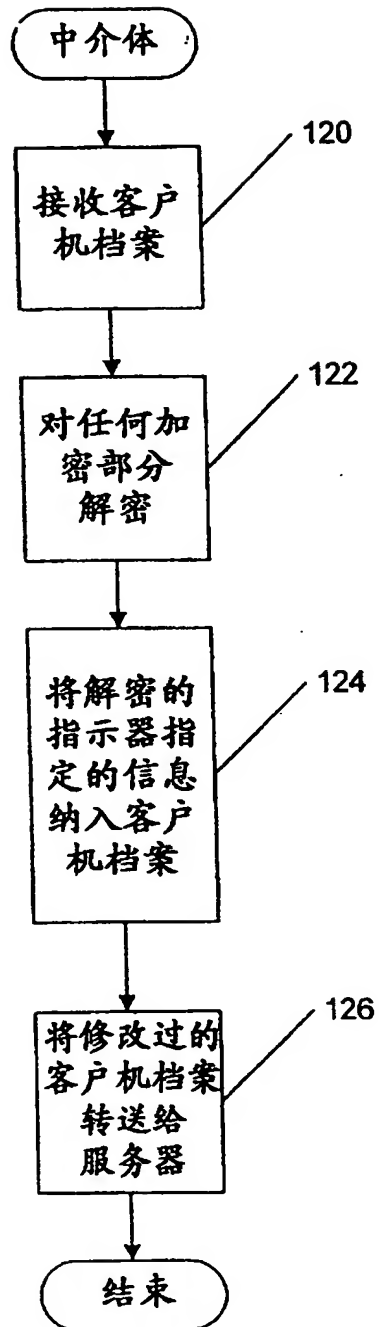 中介体
120
接收客户
机档案
122
对任何加
密部分
解密
124
将解密的
指示器指
定的信息
纳入客户
机档案
126
将修改过的
客户机档案
转送给
服务器
结束